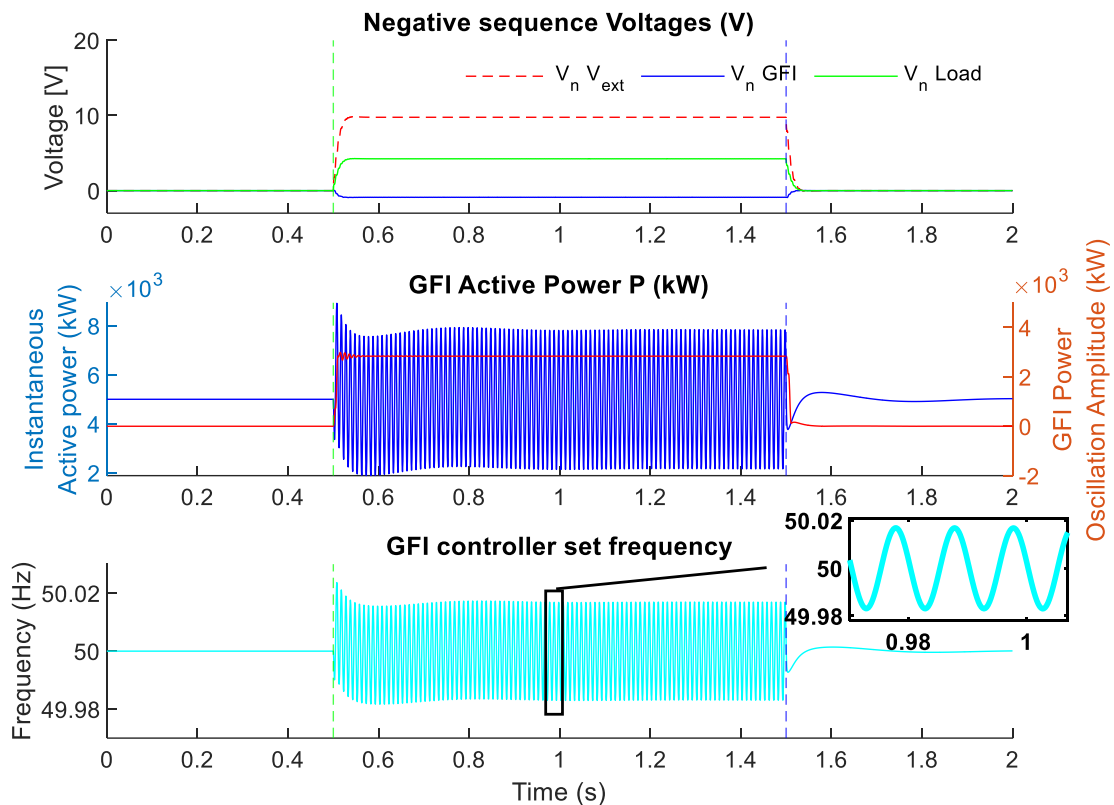 Negative sequence Voltages (V)
Voltage [V]
20
10
0
V_n V_ext
V_n GFI
V_n Load
0 0.2 0.4 0.6 0.8 1 1.2 1.4 1.6 1.8 2
GFI Active Power P (kW)
×10³
×10³
Instantaneous
Active power (kW)
8
6
4
2
4
2
0
-2
GFI Power
Oscillation Amplitude (kW)
0 0.2 0.4 0.6 0.8 1 1.2 1.4 1.6 1.8 2
GFI controller set frequency
Frequency (Hz)
50.02
50
49.98
50.02
50
49.98
0.98 1
0 0.2 0.4 0.6 0.8 1 1.2 1.4 1.6 1.8 2
Time (s)